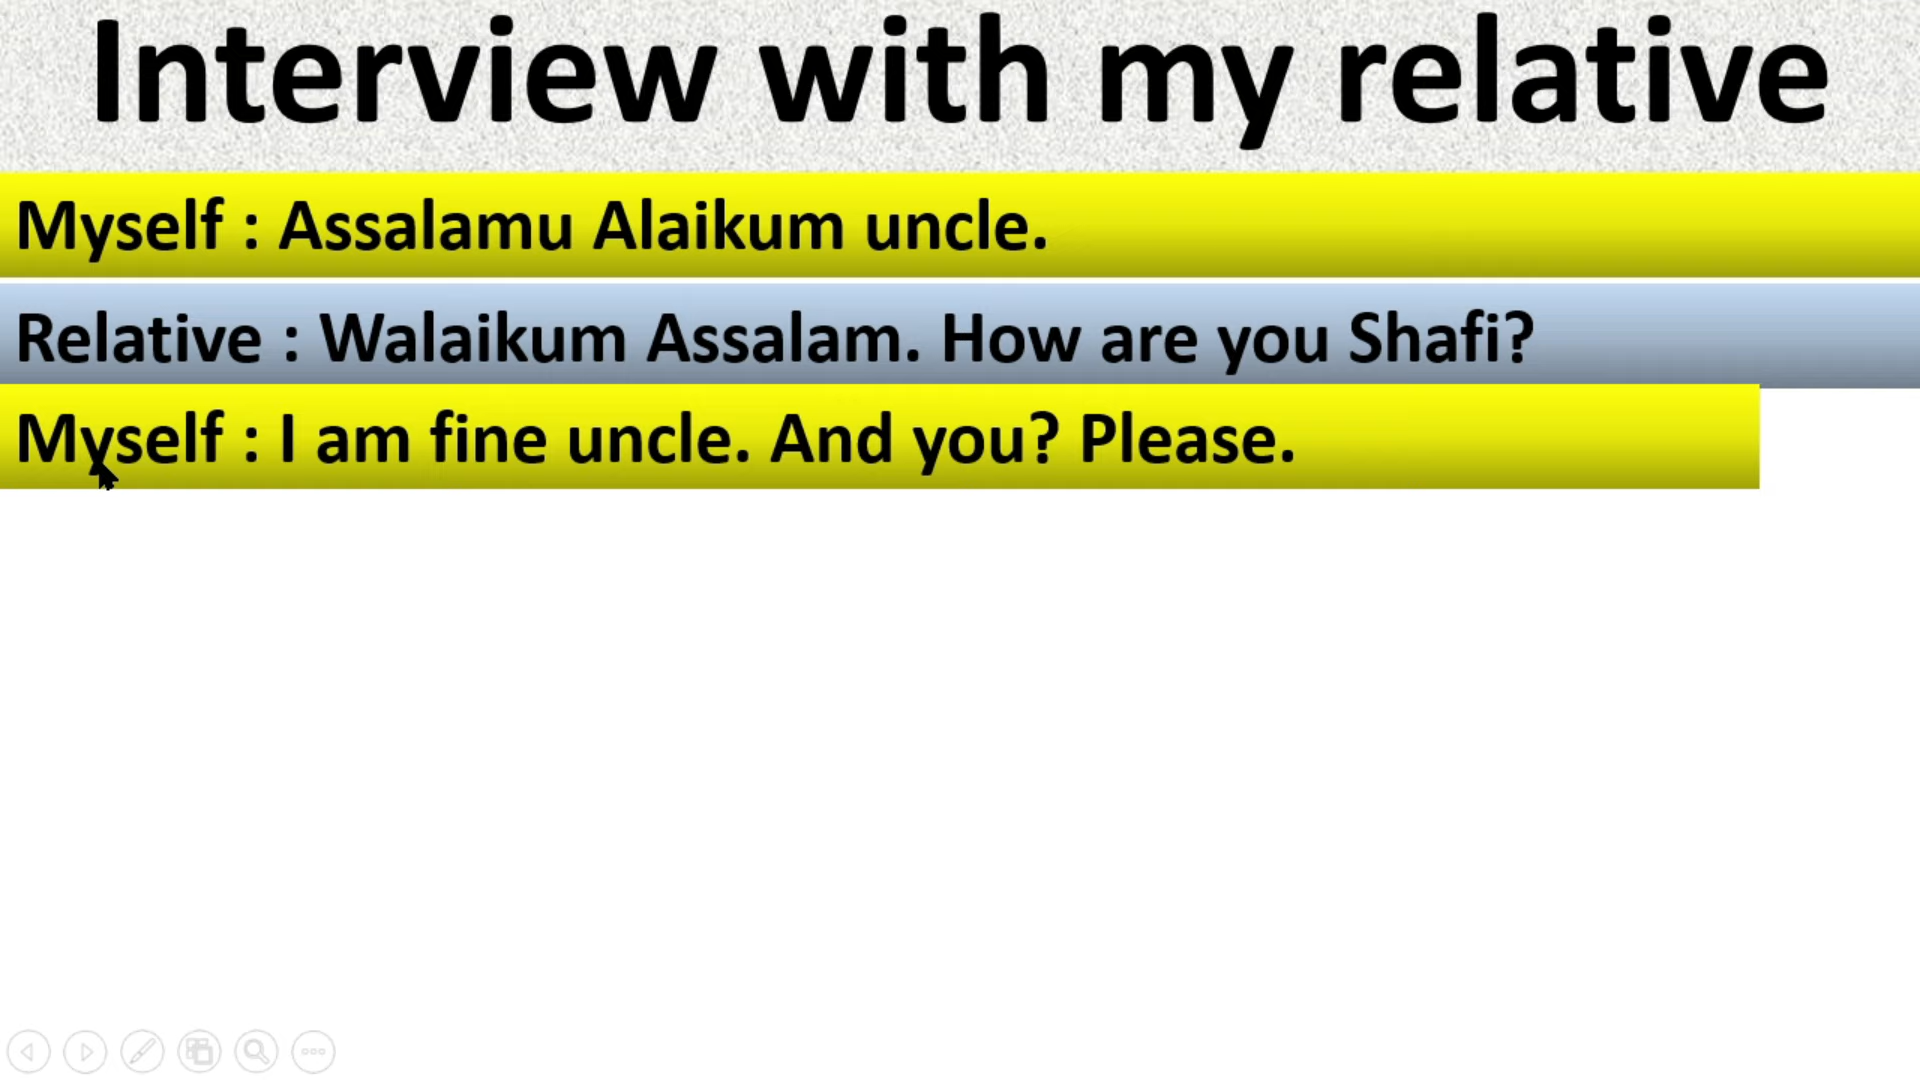 Interview with my relative
Myself : Assalamu Alaikum uncle.
Relative : Walaikum Assalam. How are you Shafi?
Myself : I am fine uncle. And you? Please.